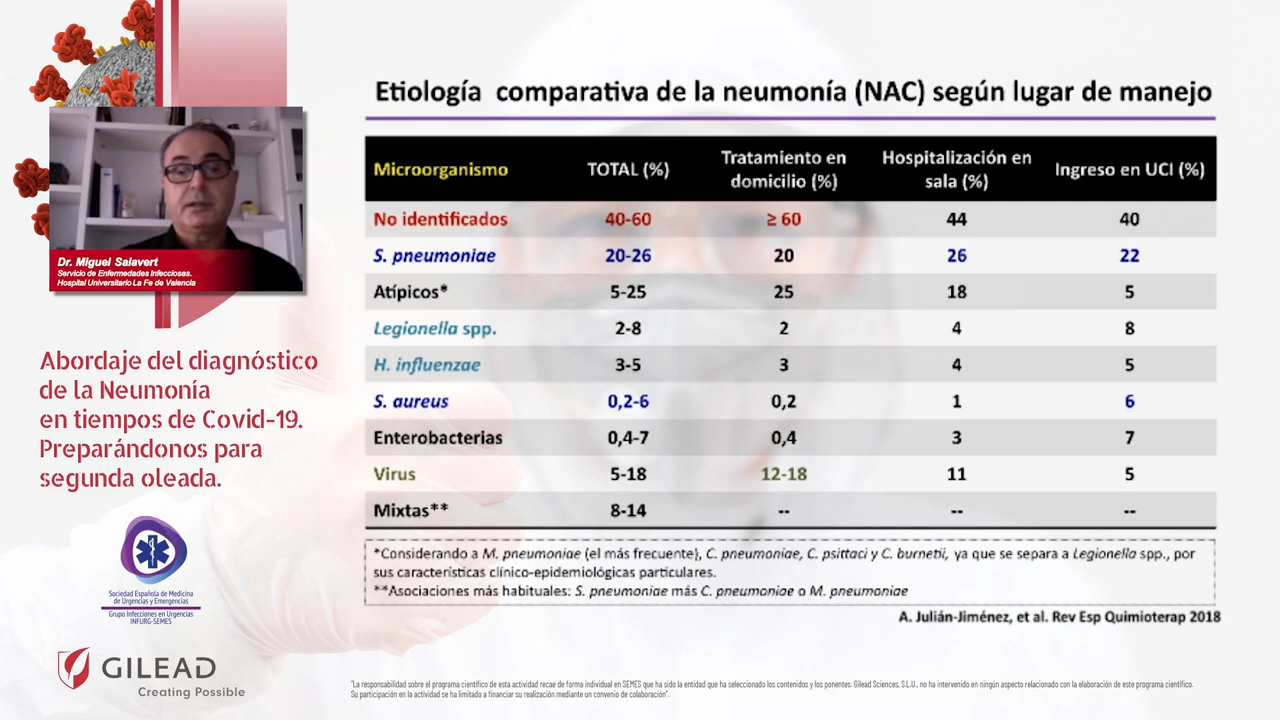 Etiología comparativa de la neumonía (NAC) según lugar de manejo
Microorganismo TOTAL (%) Tratamiento en domicilio (%) Hospitalización en sala (%) Ingreso en UCI (%)
No identificados 40-60 ≥ 60 44 40
S. pneumoniae 20-26 20 26 22
Atípicos* 5-25 25 18 5
Legionella spp. 2-8 2 4 8
H. influenzae 3-5 3 4 5
S. aureus 0,2-6 0,2 1 6
Enterobacterias 0,4-7 0,4 3 7
Virus 5-18 12-18 11 5
Mixtas** 8-14 -- -- --
*Considerando a M. pneumoniae (el más frecuente), C. pneumoniae, C. psittaci y C. burnetii, ya que se separa a Legionella spp., por
sus características clínico-epidemiológicas particulares.
**Asociaciones más habituales: S. pneumoniae más C. pneumoniae o M. pneumoniae
A. Julián-Jiménez, et al. Rev Esp Quimioterap 2018
Dr. Miguel Salavert
Servicio de Enfermedades Infecciosas.
Hospital Universitario La Fe de Valencia
Abordaje del diagnóstico
de la Neumonía
en tiempos de Covid-19.
Preparándonos para
segunda oleada.
Sociedad Española de Medicina
de Urgencias y Emergencias
Grupo Infecciones en Urgencias
INFURG-SEMES
GILEAD
Creating Possible
"La responsabilidad sobre el programa científico de esta actividad recae de forma individual en SEMES que ha sido la entidad que ha seleccionado los contenidos y los ponentes. Gilead Sciences, S.L.U., no ha intervenido en ningún aspecto relacionado con la elaboración de este programa científico.
Su participación en la actividad se ha limitado a financiar su realización mediante un convenio de colaboración".